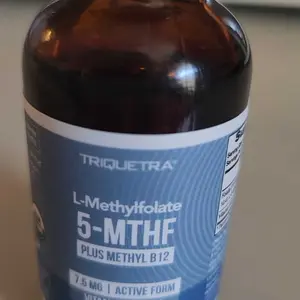 TRIQUETRA®
L-Methylfolate
5-MTHF
PLUS METHYL B12
7.5 MG | ACTIVE FORM